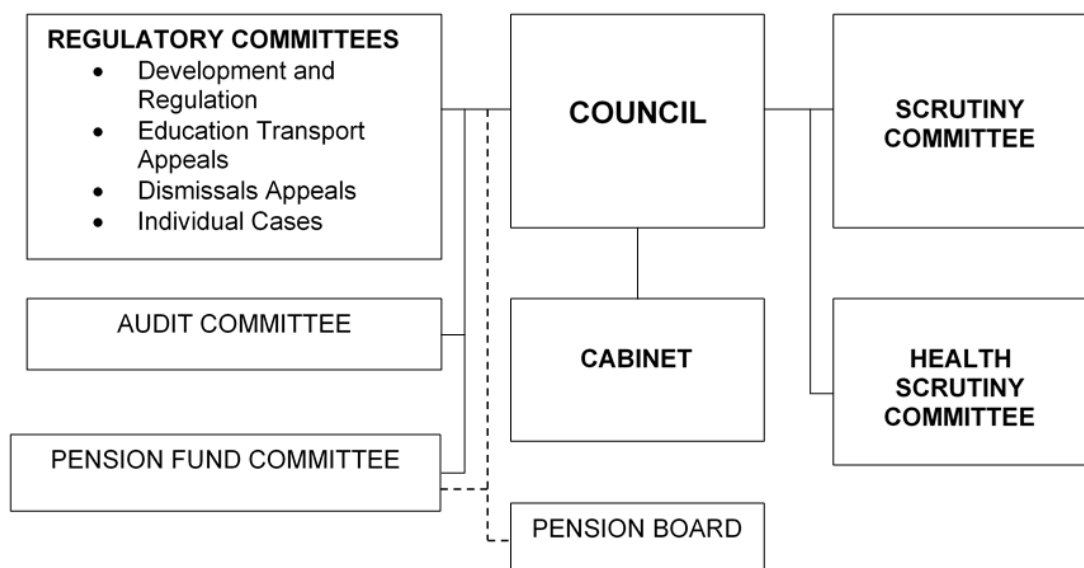 REGULATORY COMMITTEES
• Development and
Regulation
• Education Transport
Appeals
• Dismissals Appeals
• Individual Cases
COUNCIL
SCRUTINY
COMMITTEE
AUDIT COMMITTEE
CABINET
HEALTH
SCRUTINY
COMMITTEE
PENSION FUND COMMITTEE
PENSION BOARD